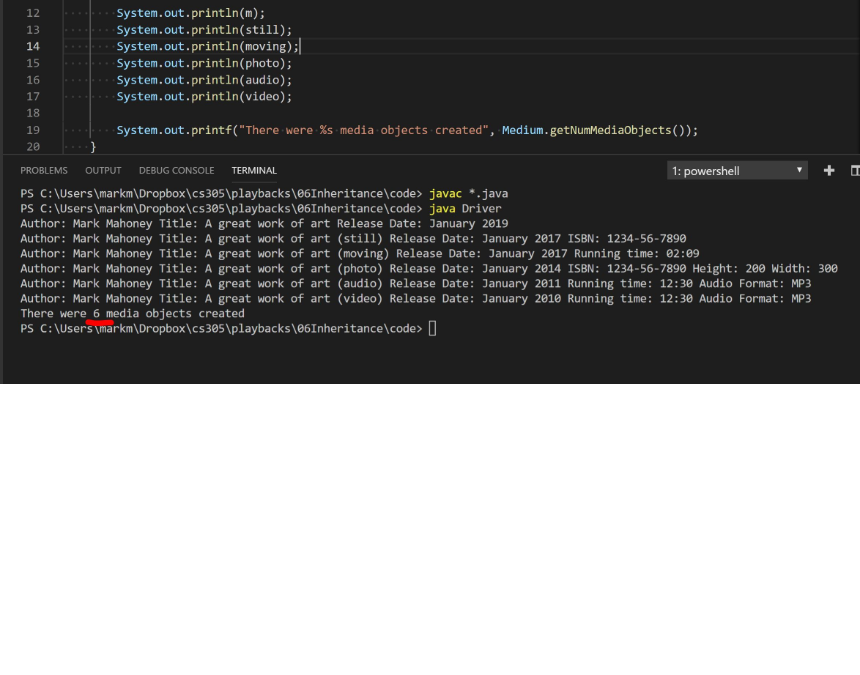 12 System.out.println(m);
13 System.out.println(still);
14 System.out.println(moving);
15 System.out.println(photo);
16 System.out.println(audio);
17 System.out.println(video);
18
19 System.out.printf("There were %s media objects created", Medium.getNumMediaObjects());
20 }
PROBLEMS OUTPUT DEBUG CONSOLE TERMINAL 1: powershell
PS C:\Users\markm\Dropbox\cs305\playbacks\06Inheritance\code> javac *.java
PS C:\Users\markm\Dropbox\cs305\playbacks\06Inheritance\code> java Driver
Author: Mark Mahoney Title: A great work of art Release Date: January 2019
Author: Mark Mahoney Title: A great work of art (still) Release Date: January 2017 ISBN: 1234-56-7890
Author: Mark Mahoney Title: A great work of art (moving) Release Date: January 2017 Running time: 02:09
Author: Mark Mahoney Title: A great work of art (photo) Release Date: January 2014 ISBN: 1234-56-7890 Height: 200 Width: 300
Author: Mark Mahoney Title: A great work of art (audio) Release Date: January 2011 Running time: 12:30 Audio Format: MP3
Author: Mark Mahoney Title: A great work of art (video) Release Date: January 2010 Running time: 12:30 Audio Format: MP3
There were 6 media objects created
PS C:\Users\markm\Dropbox\cs305\playbacks\06Inheritance\code>